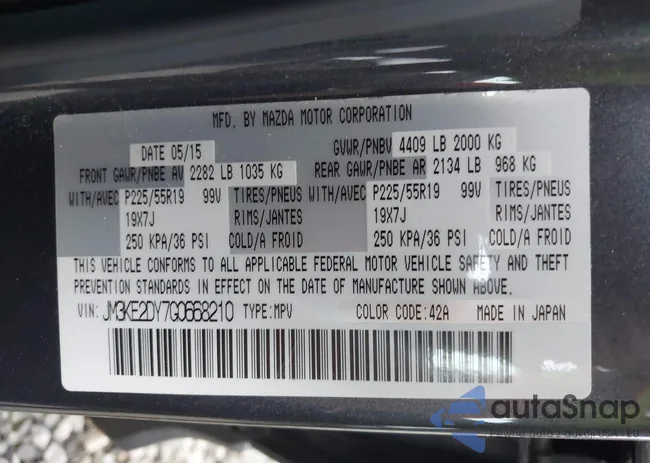 MFD. BY MAZDA MOTOR CORPORATION
DATE 05/15 GVWR/PNBV 4409 LB 2000 KG
FRONT GAWR/PNBE AV 2282 LB 1035 KG REAR GAWR/PNBE AR 2134 LB 968 KG
WITH/AVEC P225/55R19 99V TIRES/PNEUS WITH/AVEC P225/55R19 99V TIRES/PNEUS
19X7J RIMS/JANTES 19X7J RIMS/JANTES
250 KPA/36 PSI COLD/A FROID 250 KPA/36 PSI COLD/A FROID
THIS VEHICLE CONFORMS TO ALL APPLICABLE FEDERAL MOTOR VEHICLE SAFETY AND THEFT
PREVENTION STANDARDS IN EFFECT ON THE DATE OF MANUFACTURE SHOWN ABOVE.
VIN: JM3KE2DY7G0668210 TYPE:MPV COLOR CODE:42A MADE IN JAPAN
autaSnap